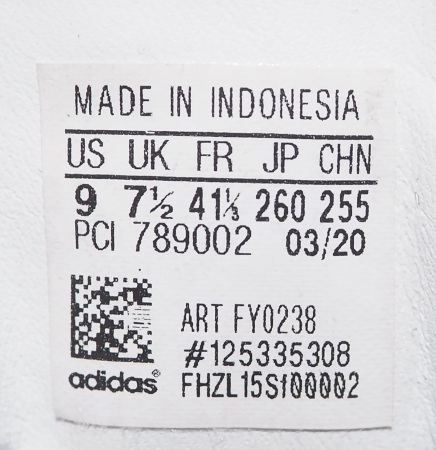 MADE IN INDONESIA
US UK FR JP CHN
9 7½ 41⅓ 260 255
PCI 789002 03/20
ART FY0238
#125335308
adidas® FHZL15Sf00002